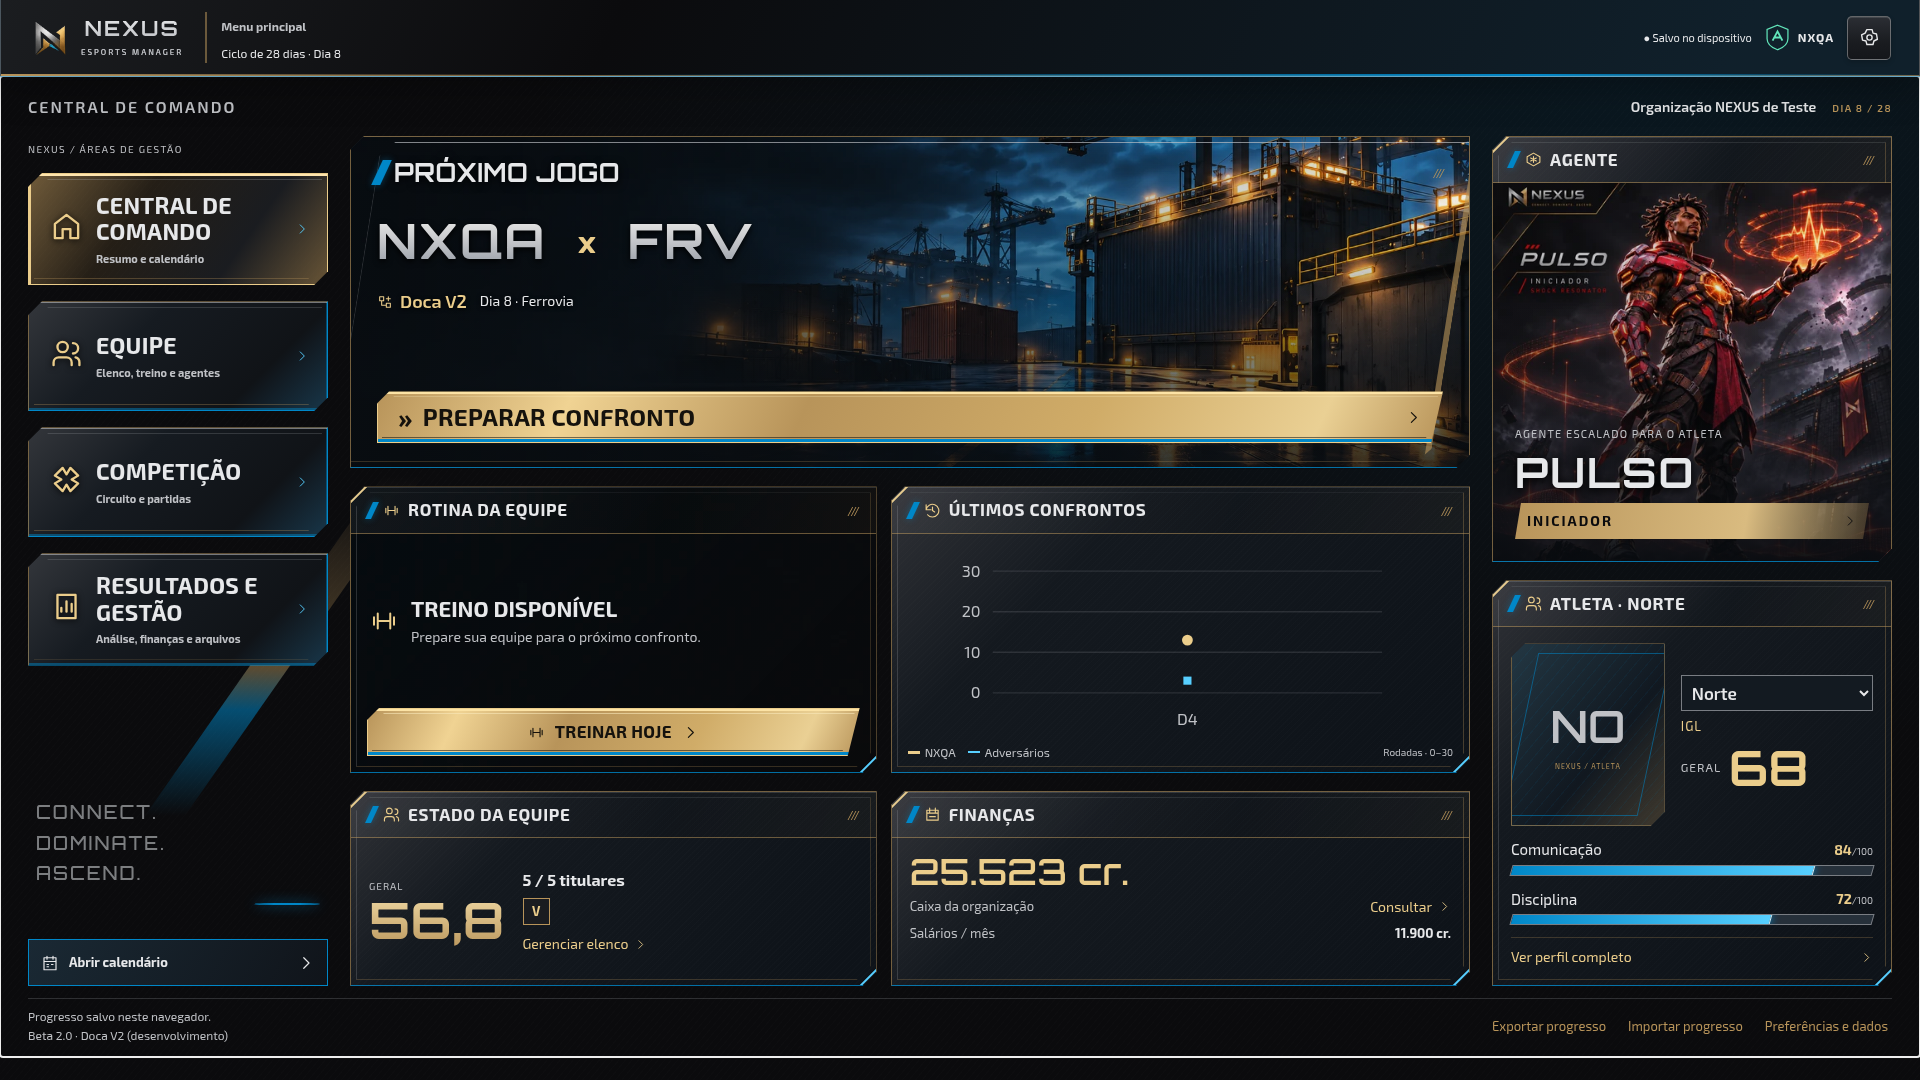 NEXUS
ESPORTS MANAGER
Menu principal
Ciclo de 28 dias · Dia 8
● Salvo no dispositivo
NXQA
CENTRAL DE COMANDO
Organização NEXUS de Teste
DIA 8 / 28
NEXUS / ÁREAS DE GESTÃO
CENTRAL DE
COMANDO
Resumo e calendário
EQUIPE
Elenco, treino e agentes
COMPETIÇÃO
Circuito e partidas
RESULTADOS E
GESTÃO
Análise, finanças e arquivos
CONNECT.
DOMINATE.
ASCEND.
Abrir calendário
PRÓXIMO JOGO
NXQA x FRV
Doca V2 Dia 8 · Ferrovia
» PREPARAR CONFRONTO
ROTINA DA EQUIPE
TREINO DISPONÍVEL
Prepare sua equipe para o próximo confronto.
TREINAR HOJE
ÚLTIMOS CONFRONTOS
30
20
10
0
D4
NXQA Adversários
Rodadas · 0–30
ESTADO DA EQUIPE
GERAL
56,8
5 / 5 titulares
V
Gerenciar elenco
FINANÇAS
25.523 cr.
Caixa da organização
Consultar
Salários / mês
11.900 cr.
AGENTE
NEXUS
PULSO
INICIADOR
AGENTE ESCALADO PARA O ATLETA
PULSO
INICIADOR
ATLETA · NORTE
NO
NEXUS / ATLETA
Norte
IGL
GERAL 68
Comunicação 84/100
Disciplina 72/100
Ver perfil completo
Progresso salvo neste navegador.
Beta 2.0 · Doca V2 (desenvolvimento)
Exportar progresso
Importar progresso
Preferências e dados